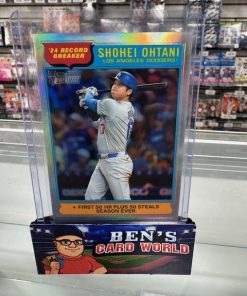 '24 RECORD
BREAKER
SHOHEI OHTANI
LOS ANGELES DODGERS
Heritage
• FIRST 50 HR PLUS 50 STEALS
SEASON EVER
BEN'S
CARD WORLD